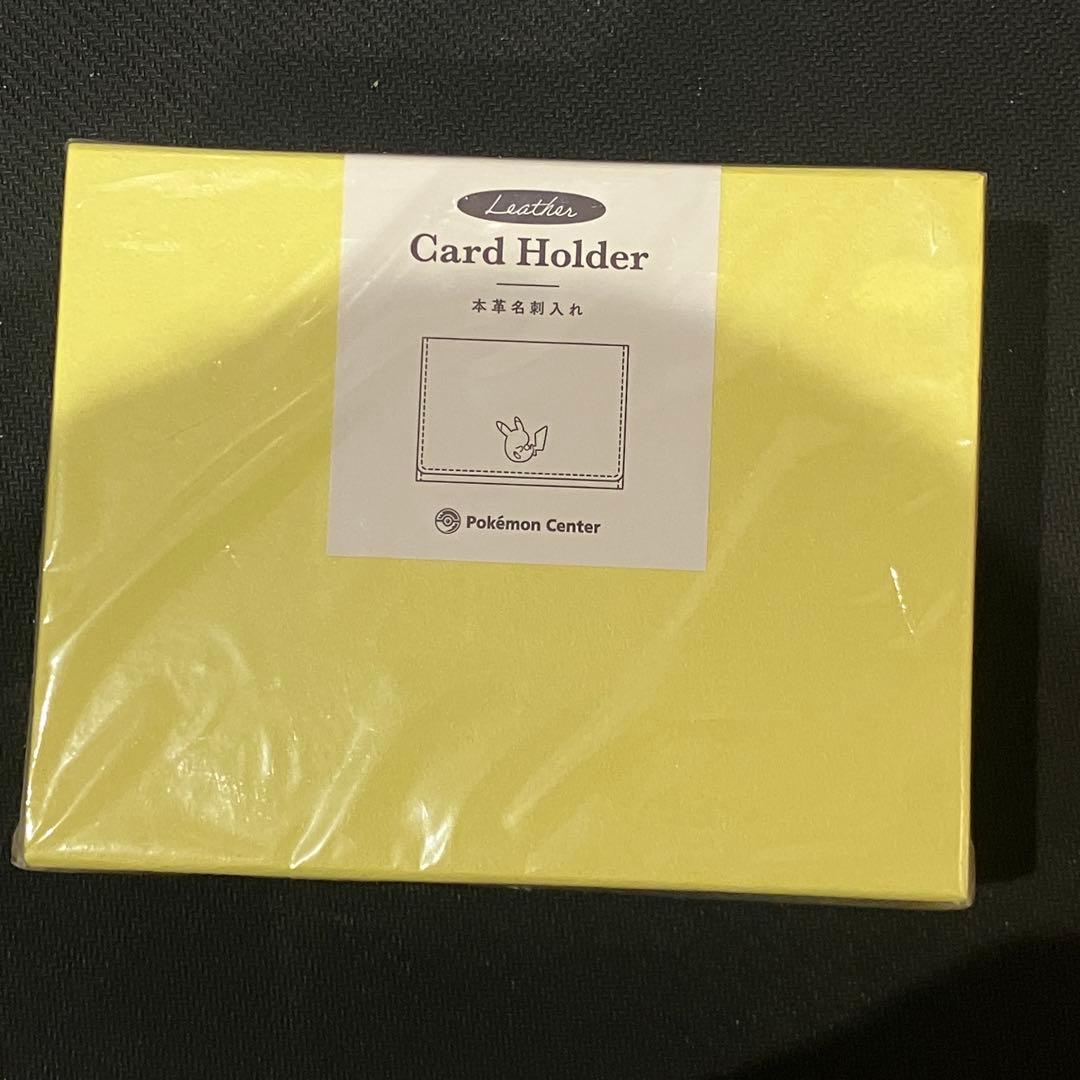 Leather
Card Holder
本革名刺入れ
Pokémon Center